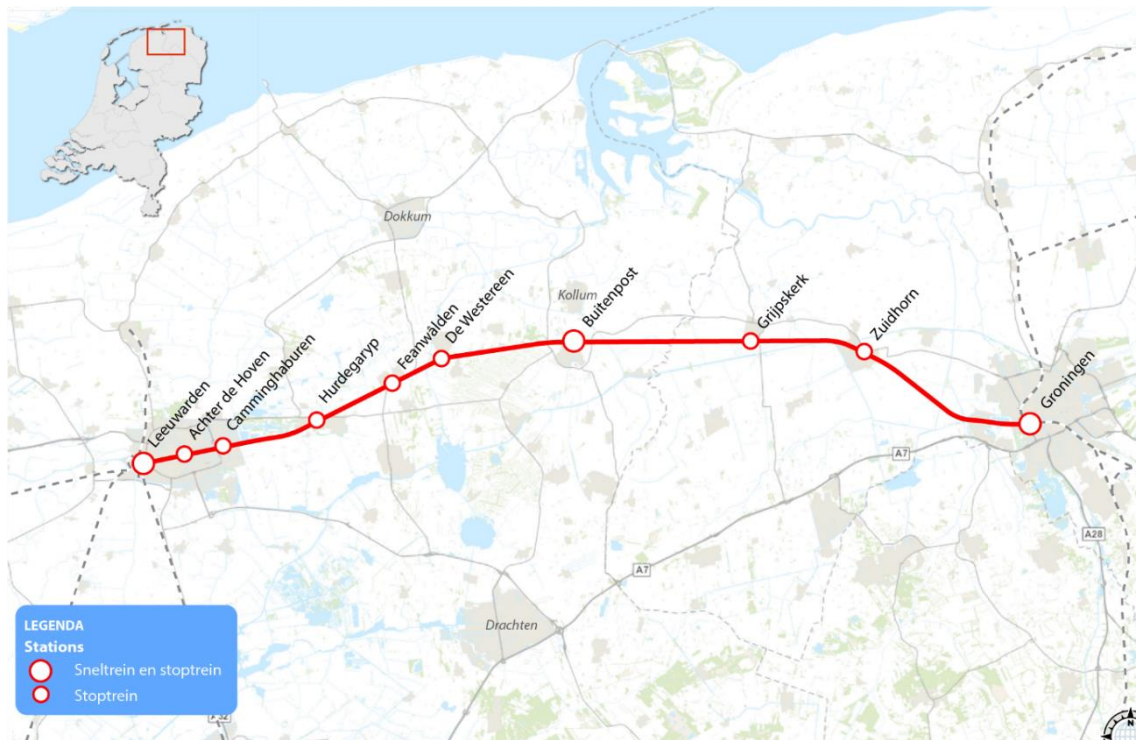 Dokkum
Kollum
Leeuwarden
Achter de Hoven
Camminghaburen
Hurdegaryp
Feanwâlden
De Westereen
Buitenpost
Grijpskerk
Zuidhorn
Groningen
A7
A7
A28
Drachten
LEGENDA
Stations
Sneltrein en stoptrein
Stoptrein
N